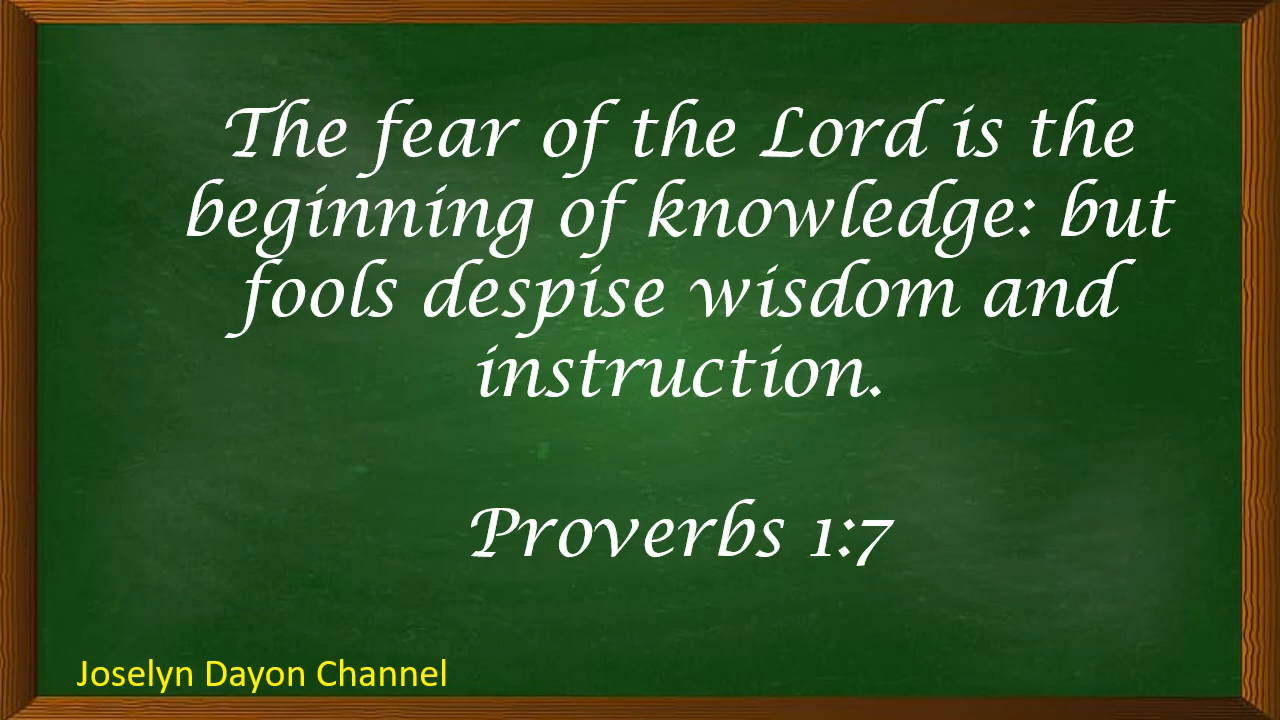 The fear of the Lord is the
beginning of knowledge: but
fools despise wisdom and
instruction.
Proverbs 1:7
Joselyn Dayon Channel